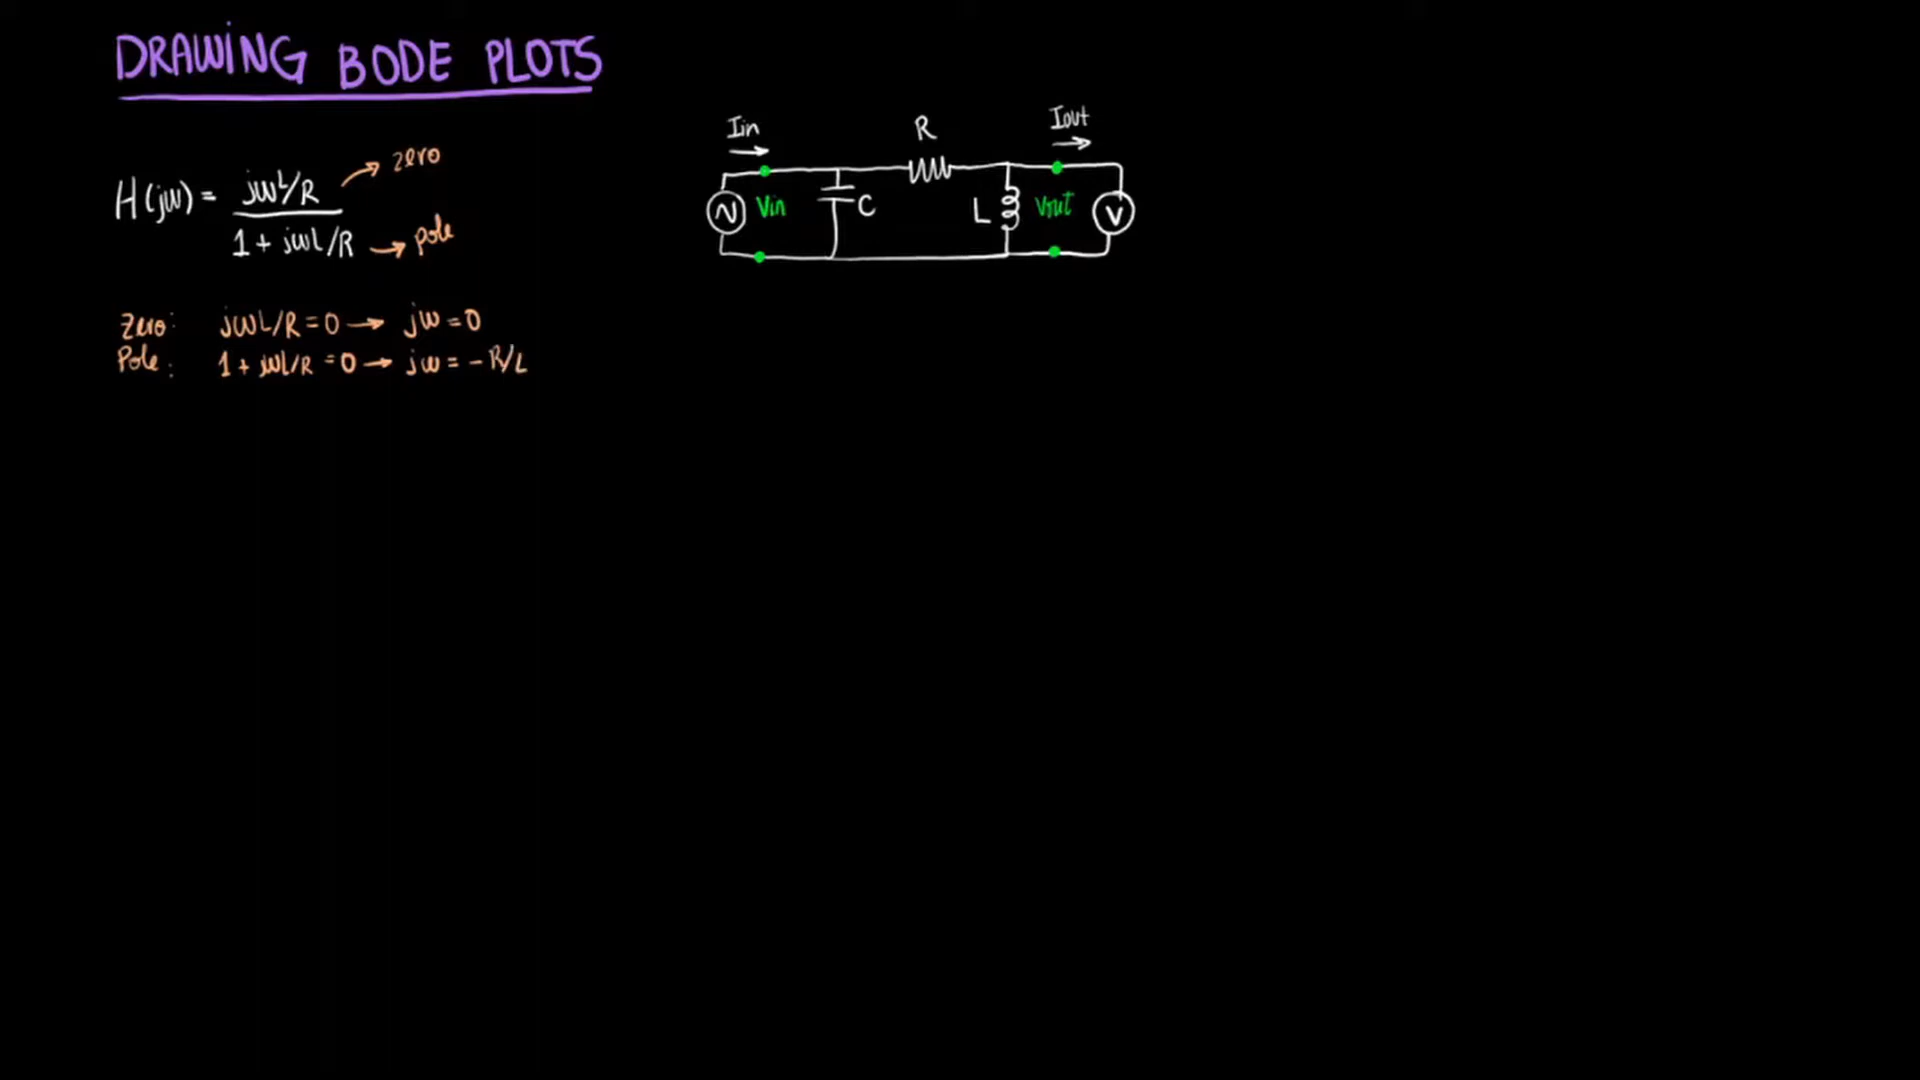 DRAWING BODE PLOTS
H(jω) = jωL/R → zero
1 + jωL/R → pole
Zero: jωL/R = 0 → jω = 0
Pole: 1 + jωL/R = 0 → jω = - R/L
Iin R Iout
Vin C L Vout V